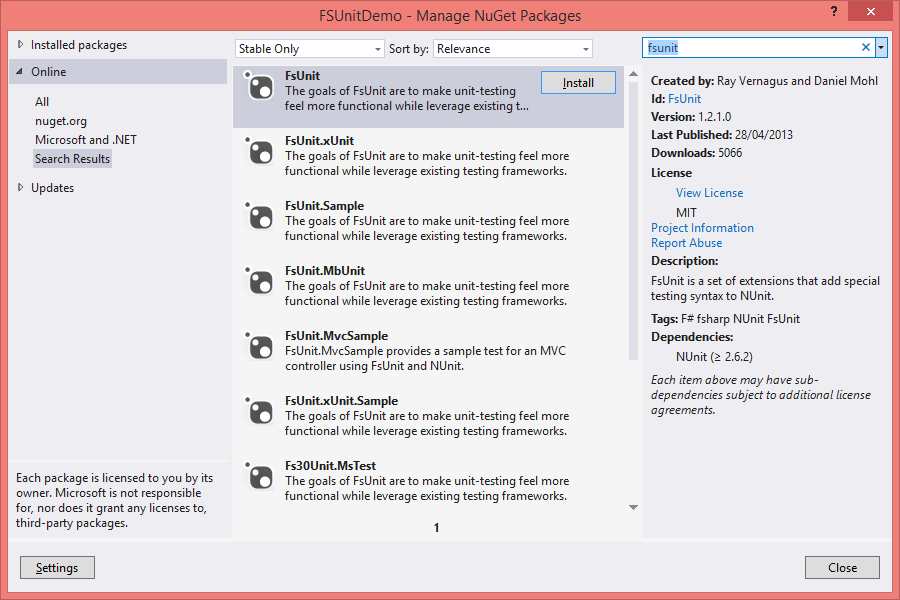 FSUnitDemo - Manage NuGet Packages
?
Installed packages
Online
All
nuget.org
Microsoft and .NET
Search Results
Updates
Each package is licensed to you by its
owner. Microsoft is not responsible
for, nor does it grant any licenses to,
third-party packages.
Stable Only
Sort by:
Relevance
FsUnit
The goals of FsUnit are to make unit-testing
feel more functional while leverage existing t...
Install
FsUnit.xUnit
The goals of FsUnit are to make unit-testing feel more
functional while leverage existing testing frameworks.
FsUnit.Sample
The goals of FsUnit are to make unit-testing feel more
functional while leverage existing testing frameworks.
FsUnit.MbUnit
The goals of FsUnit are to make unit-testing feel more
functional while leverage existing testing frameworks.
FsUnit.MvcSample
FsUnit.MvcSample provides a sample test for an MVC
controller using FsUnit and NUnit.
FsUnit.xUnit.Sample
The goals of FsUnit are to make unit-testing feel more
functional while leverage existing testing frameworks.
Fs30Unit.MsTest
The goals of FsUnit are to make unit-testing feel more
functional while leverage existing testing frameworks.
1
fsunit
Created by: Ray Vernagus and Daniel Mohl
Id: FsUnit
Version: 1.2.1.0
Last Published: 28/04/2013
Downloads: 5066
License
View License
MIT
Project Information
Report Abuse
Description:
FsUnit is a set of extensions that add special
testing syntax to NUnit.
Tags: F# fsharp NUnit FsUnit
Dependencies:
NUnit (≥ 2.6.2)
Each item above may have sub-
dependencies subject to additional license
agreements.
Settings
Close